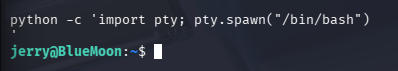 python -c 'import pty; pty.spawn("/bin/bash")
'
jerry@BlueMoon:~$